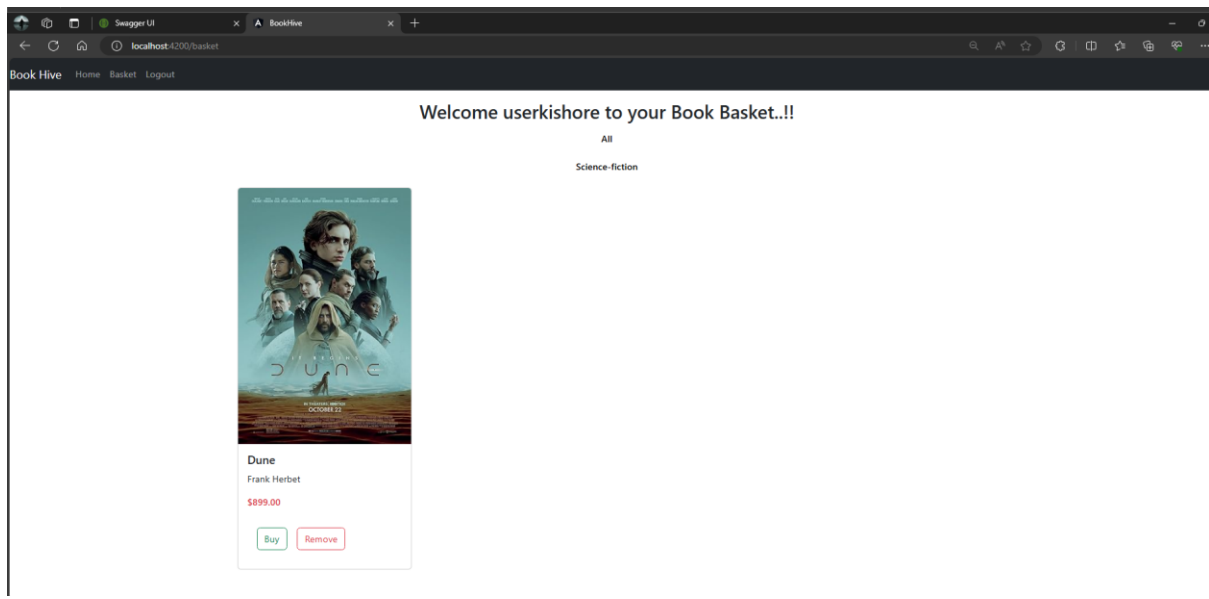 Swagger UI
BookHive
localhost:4200/basket
Book Hive Home Basket Logout
Welcome userkishore to your Book Basket..!!
All
Science-fiction
DUNE
OCTOBER 22
Dune
Frank Herbet
$899.00
Buy Remove